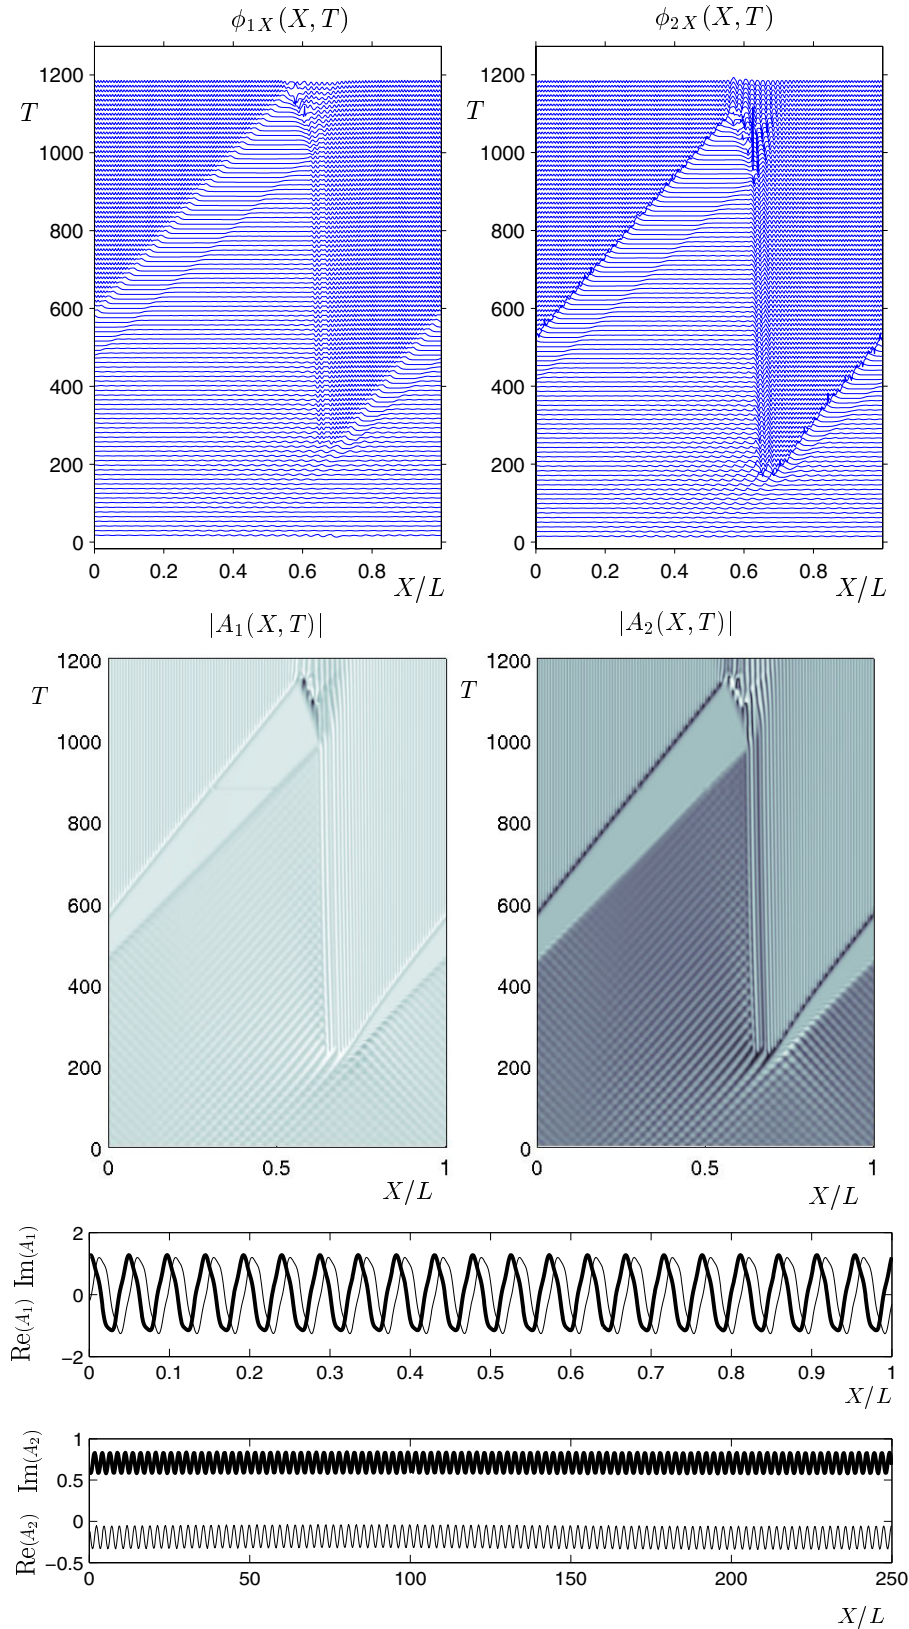 ϕ1X(X, T)
ϕ2X(X, T)
T
1200
1000
800
600
400
200
0
0 0.2 0.4 0.6 0.8
X/L
T
1200
1000
800
600
400
200
0
0 0.2 0.4 0.6 0.8
X/L
|A1(X, T)|
|A2(X, T)|
T
1200
1000
800
600
400
200
0
0 0.5 1
X/L
T
1200
1000
800
600
400
200
0
0 0.5 1
X/L
Re(A1) Im(A1)
2
0
−2
0 0.1 0.2 0.3 0.4 0.5 0.6 0.7 0.8 0.9 1
X/L
Re(A2) Im(A2)
1
0.5
0
−0.5
0 50 100 150 200 250
X/L